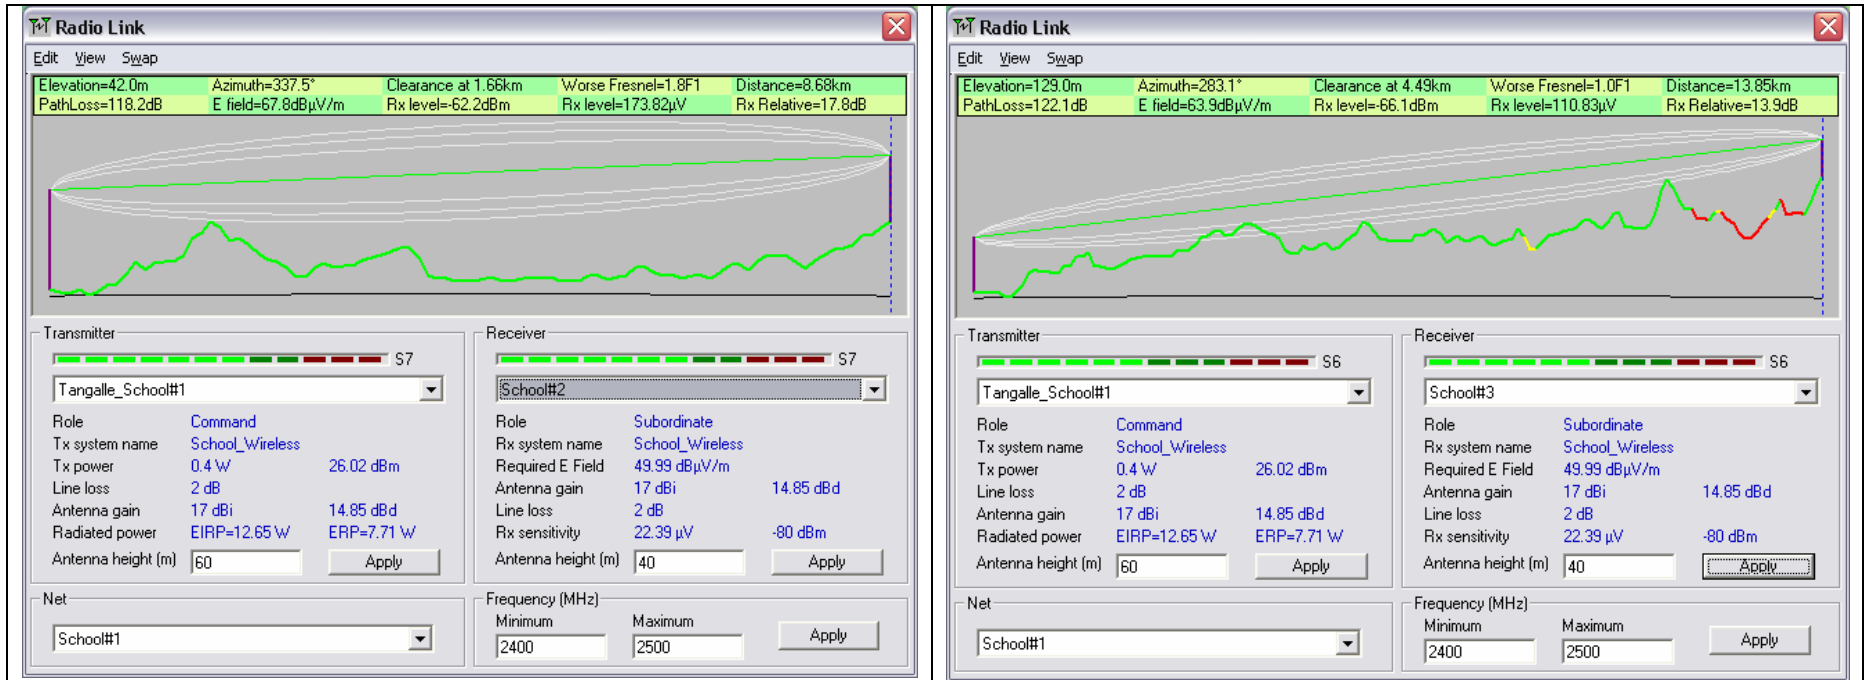 Radio Link
Edit View Swap
Elevation=42.0m Azimuth=337.5° Clearance at 1.66km Worse Fresnel=1.8F1 Distance=8.68km
PathLoss=118.2dB E field=67.8dBµV/m Rx level=-62.2dBm Rx level=173.82µV Rx Relative=17.8dB
Transmitter
S7
Tangalle_School#1
Role Command
Tx system name School_Wireless
Tx power 0.4 W 26.02 dBm
Line loss 2 dB
Antenna gain 17 dBi 14.85 dBd
Radiated power EIRP=12.65 W ERP=7.71 W
Antenna height (m) 60 Apply
Receiver
S7
School#2
Role Subordinate
Rx system name School_Wireless
Required E Field 49.99 dBµV/m
Antenna gain 17 dBi 14.85 dBd
Line loss 2 dB
Rx sensitivity 22.39 µV -80 dBm
Antenna height (m) 40 Apply
Net
School#1
Frequency (MHz)
Minimum Maximum
2400 2500 Apply
Radio Link
Edit View Swap
Elevation=129.0m Azimuth=283.1° Clearance at 4.49km Worse Fresnel=1.0F1 Distance=13.85km
PathLoss=122.1dB E field=63.9dBµV/m Rx level=-66.1dBm Rx level=110.83µV Rx Relative=13.9dB
Transmitter
S6
Tangalle_School#1
Role Command
Tx system name School_Wireless
Tx power 0.4 W 26.02 dBm
Line loss 2 dB
Antenna gain 17 dBi 14.85 dBd
Radiated power EIRP=12.65 W ERP=7.71 W
Antenna height (m) 60 Apply
Receiver
S6
School#3
Role Subordinate
Rx system name School_Wireless
Required E Field 49.99 dBµV/m
Antenna gain 17 dBi 14.85 dBd
Line loss 2 dB
Rx sensitivity 22.39 µV -80 dBm
Antenna height (m) 40 Apply
Net
School#1
Frequency (MHz)
Minimum Maximum
2400 2500 Apply